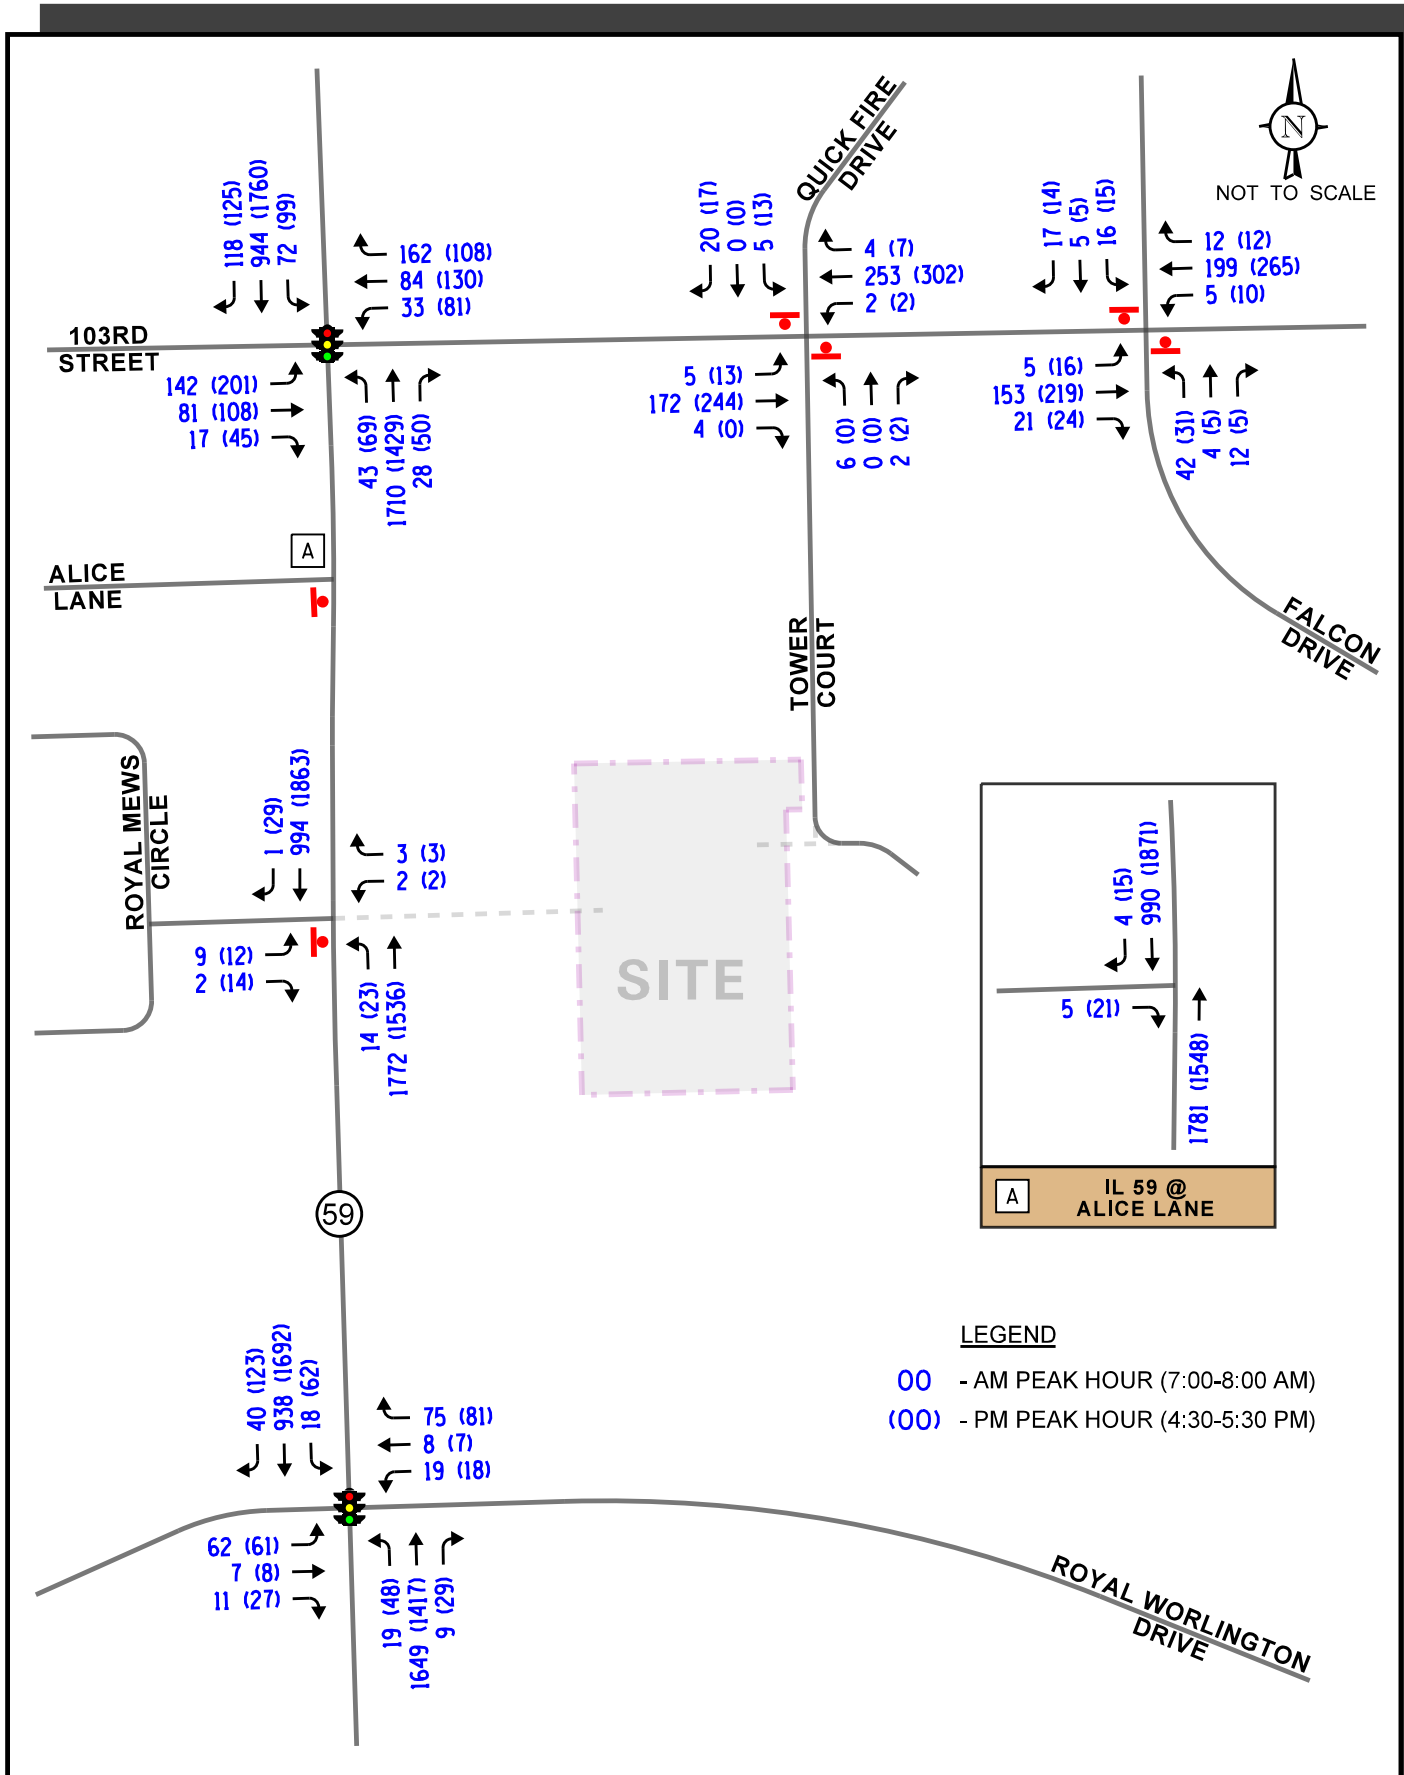 N
NOT TO SCALE
QUICK FIRE
DRIVE
118 (125)
944 (1760)
72 (99)
162 (108)
84 (130)
33 (81)
103RD
STREET
142 (201)
81 (108)
17 (45)
43 (69)
1710 (1429)
28 (50)
20 (17)
0 (0)
5 (13)
4 (7)
253 (302)
2 (2)
5 (13)
172 (244)
4 (0)
6 (0)
0 (0)
2 (2)
17 (14)
5 (5)
16 (15)
12 (12)
199 (265)
5 (10)
5 (16)
153 (219)
21 (24)
42 (31)
4 (5)
12 (5)
A
ALICE
LANE
TOWER
COURT
FALCON
DRIVE
ROYAL MEWS
CIRCLE
1 (29)
994 (1863)
3 (3)
2 (2)
9 (12)
2 (14)
14 (23)
1772 (1536)
SITE
4 (15)
990 (1871)
5 (21)
1781 (1548)
A
IL 59 @
ALICE LANE
59
LEGEND
00 - AM PEAK HOUR (7:00-8:00 AM)
(00) - PM PEAK HOUR (4:30-5:30 PM)
40 (123)
938 (1692)
18 (62)
75 (81)
8 (7)
19 (18)
62 (61)
7 (8)
11 (27)
19 (48)
1649 (1417)
9 (29)
ROYAL WORLINGTON
DRIVE